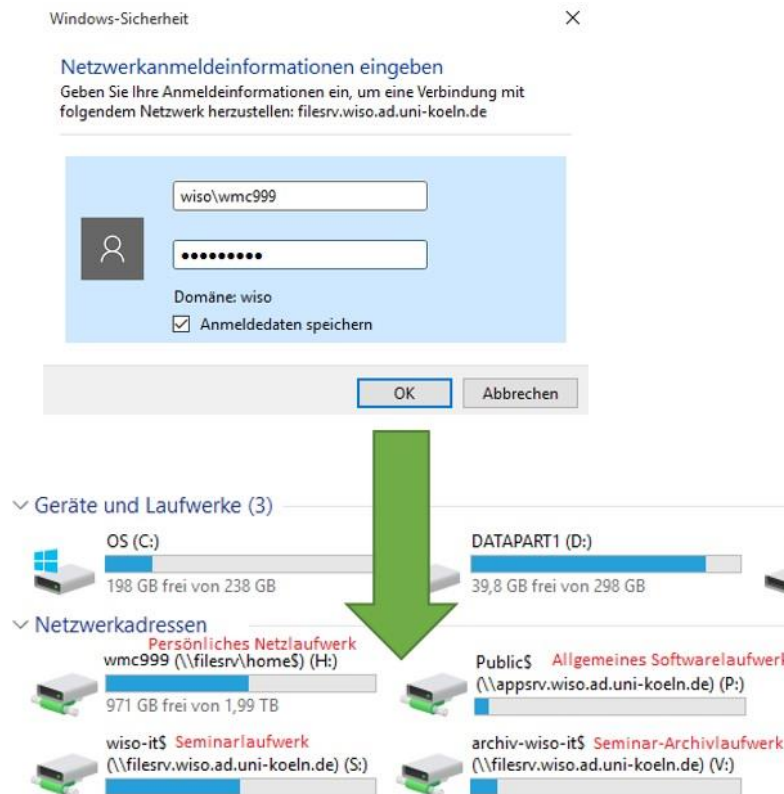 Windows-Sicherheit
Netzwerkanmeldeinformationen eingeben
Geben Sie Ihre Anmeldeinformationen ein, um eine Verbindung mit
folgendem Netzwerk herzustellen: filesrv.wiso.ad.uni-koeln.de
wiso\wmc999
•••••••••
Domäne: wiso
Anmeldedaten speichern
OK
Abbrechen
Geräte und Laufwerke (3)
OS (C:)
198 GB frei von 238 GB
DATAPART1 (D:)
39,8 GB frei von 298 GB
Netzwerkadressen
Persönliches Netzlaufwerk
wmc999 (\\filesrv\home$) (H:)
971 GB frei von 1,99 TB
Public$ Allgemeines Softwarelaufwerk
(\\appsrv.wiso.ad.uni-koeln.de) (P:)
wiso-it$ Seminarlaufwerk
(\\filesrv.wiso.ad.uni-koeln.de) (S:)
archiv-wiso-it$ Seminar-Archivlaufwerk
(\\filesrv.wiso.ad.uni-koeln.de) (V:)